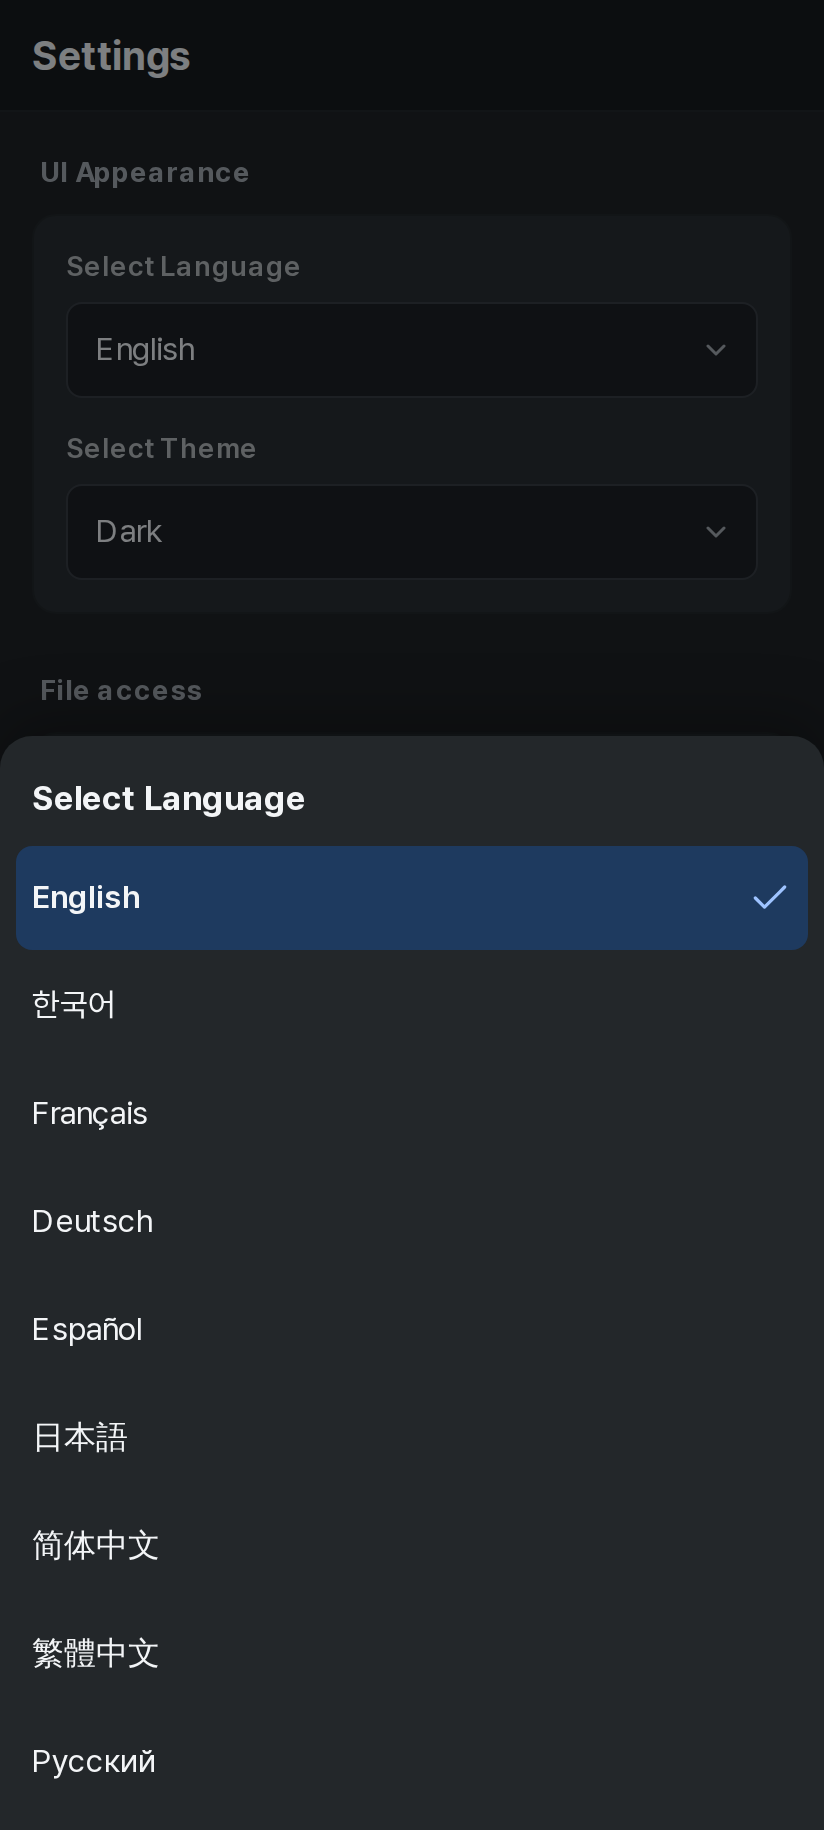 Settings
UI Appearance
Select Language
English
Select Theme
Dark
File access
Select Language
English
한국어
Français
Deutsch
Español
日本語
简体中文
繁體中文
Русский